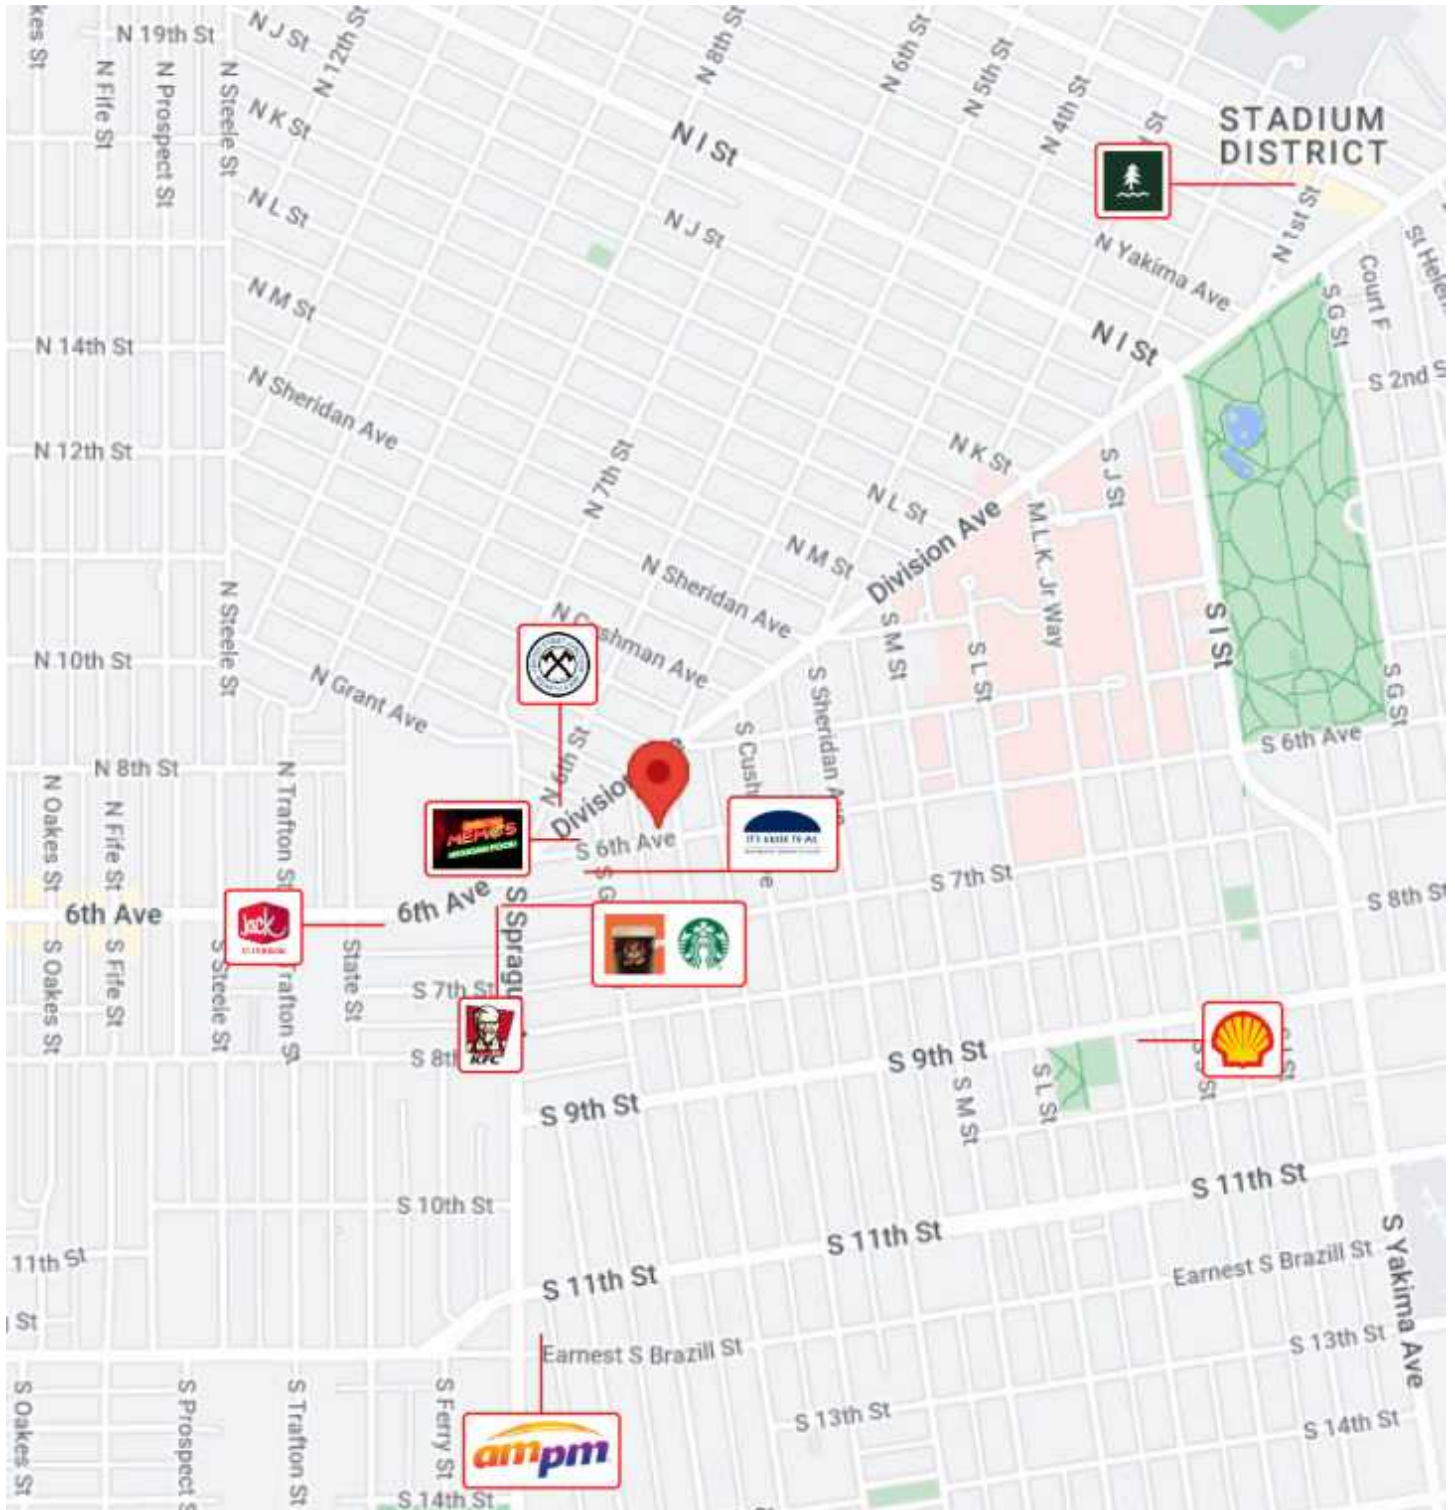 kes St
N 19th St
N J St
N 12th St
N 8th St
N 6th St
N 5th St
N 4th St
N Fife St
N Prospect St
N Steele St
N K St
N I St
STADIUM
DISTRICT
N L St
N J St
N Yakima Ave
N 1st St
Court F
S G St
N M St
N I St
N 14th St
S 2nd S
N Sheridan Ave
N 12th St
N 7th St
N K St
S J St
N L St
Division Ave
M.L.K. Jr Way
N M St
N Sheridan Ave
N Steele St
N Cushman Ave
S M St
S I St
N 10th St
N Grant Ave
S L St
S Sheridan Ave
S G St
S Cush
S 6th Ave
N 8th St
N 6th St
Division
N Oakes St
N Fife St
N Trafton St
MEMO'S
MEXICAN FOOD
S 6th Ave
S 7th St
S 8th St
6th Ave
6th Ave
Jack
S Sprague
S Oakes St
S Fife St
S Steele St
Trafton St
State St
S 7th St
S 8th
KFC
S 9th St
S L St
S M St
S 9th St
S 10th St
S 11th St
S 11th St
11th St
S 11th St
Earnest S Brazill St
S Yakima Ave
St
Earnest S Brazill St
S 13th St
S Oakes St
S Prospect S
S Trafton St
S Ferry St
S 13th St
S 14th St
ampm
S 14th St